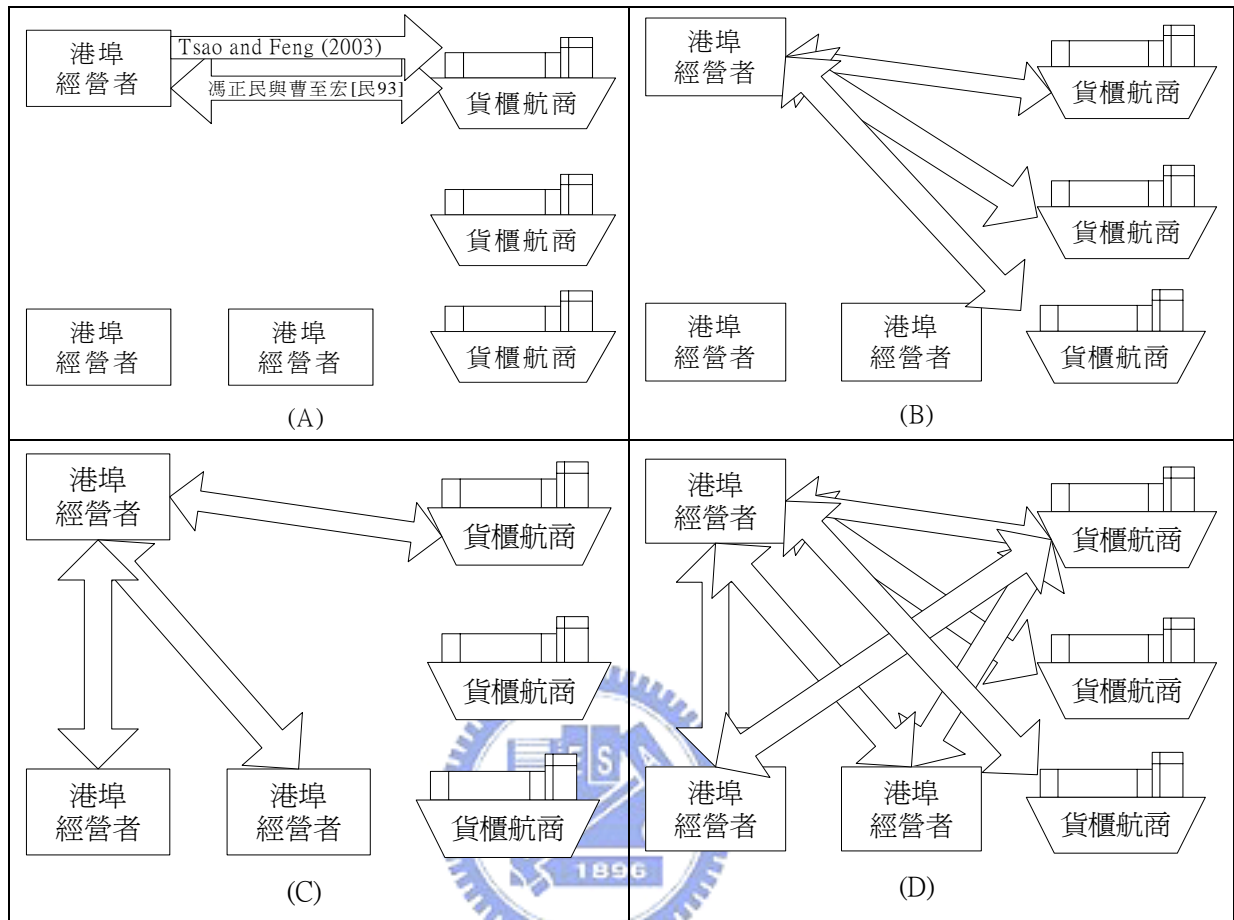 港埠
經營者
Tsao and Feng (2003)
馮正民與曹至宏[民93]
貨櫃航商
貨櫃航商
港埠
經營者
港埠
經營者
貨櫃航商
(A)
港埠
經營者
貨櫃航商
貨櫃航商
港埠
經營者
港埠
經營者
貨櫃航商
(B)
港埠
經營者
貨櫃航商
貨櫃航商
港埠
經營者
港埠
經營者
貨櫃航商
(C)
港埠
經營者
貨櫃航商
貨櫃航商
港埠
經營者
港埠
經營者
貨櫃航商
(D)
E S A
1896